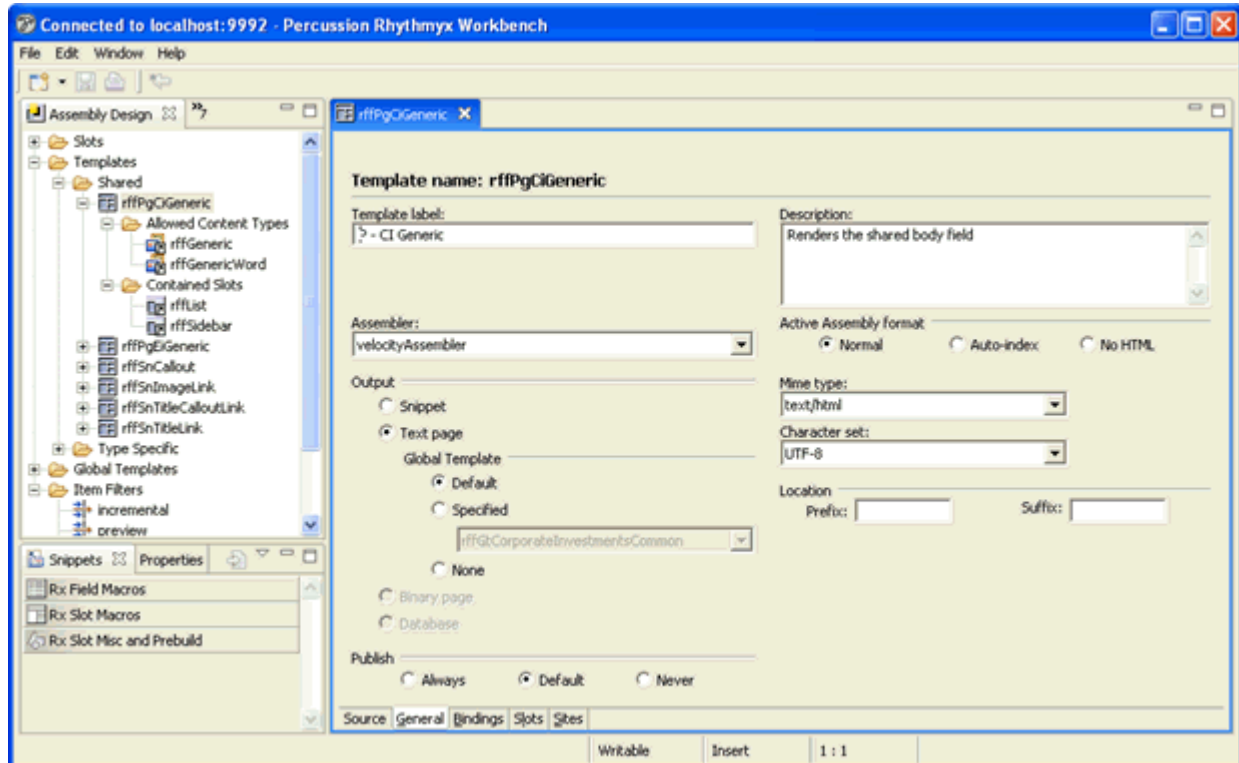 Connected to localhost:9992 - Percussion Rhythmyx Workbench
File Edit Window Help
Assembly Design
7
Slots
Templates
Shared
rffPgCiGeneric
Allowed Content Types
rffGeneric
rffGenericWord
Contained Slots
rffList
rffSidebar
rffPgEiGeneric
rffSnCallout
rffSnImageLink
rffSnTitleCalloutLink
rffSnTitleLink
Type Specific
Global Templates
Item Filters
incremental
preview
Snippets Properties
Rx Field Macros
Rx Slot Macros
Rx Slot Misc and Prebuild
rffPgCiGeneric
Template name: rffPgCiGeneric
Template label:
- CI Generic
Description:
Renders the shared body field
Assembler:
velocityAssembler
Active Assembly format
Normal Auto-index No HTML
Output
Snippet
Text page
Global Template
Default
Specified
rffGtCorporateInvestmentsCommon
None
Binary page
Database
Mime type:
text/html
Character set:
UTF-8
Location
Prefix: Suffix:
Publish
Always Default Never
Source General Bindings Slots Sites
Writable Insert 1 : 1